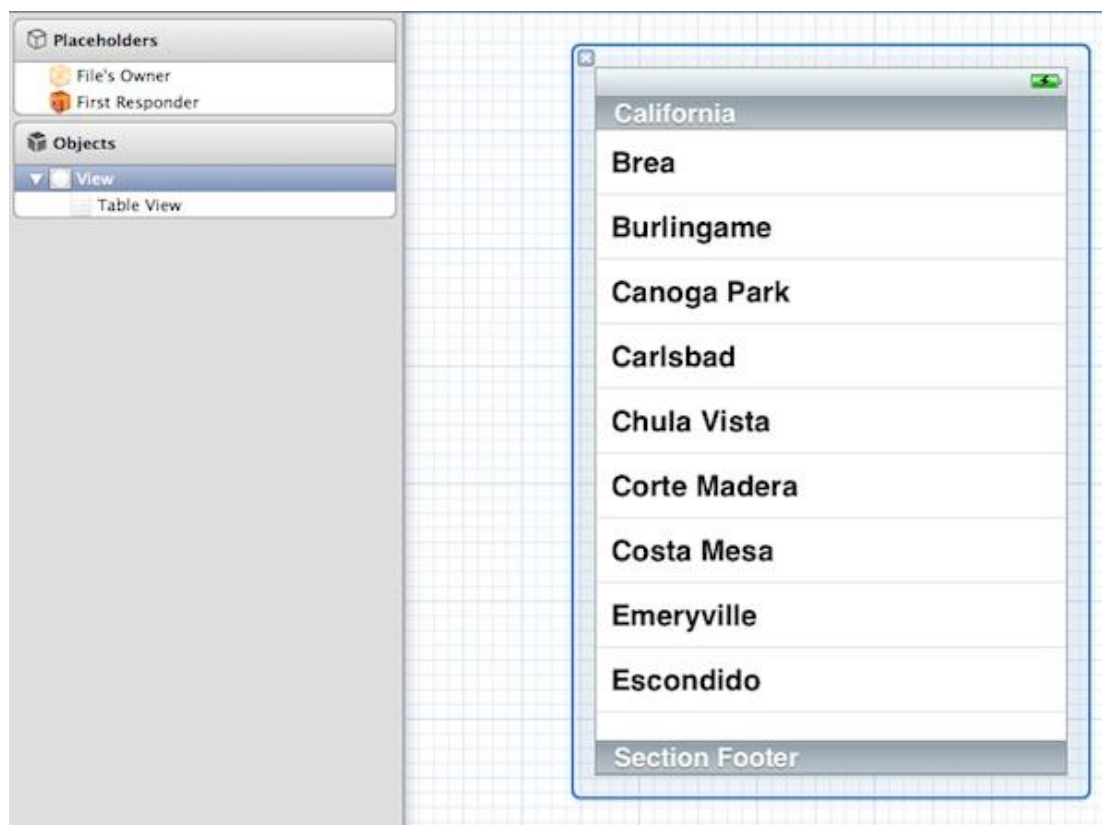 Placeholders
File's Owner
First Responder
Objects
View
Table View
California
Brea
Burlingame
Canoga Park
Carlsbad
Chula Vista
Corte Madera
Costa Mesa
Emeryville
Escondido
Section Footer